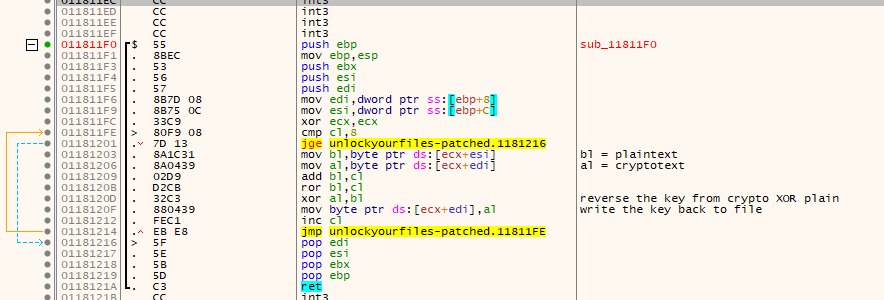 011811EC CC int3
011811ED CC int3
011811EE CC int3
011811EF CC int3
011811F0 $ 55 push ebp sub_11811F0
011811F1 . 8BEC mov ebp,esp
011811F3 . 53 push ebx
011811F4 . 56 push esi
011811F5 . 57 push edi
011811F6 . 8B7D 08 mov edi,dword ptr ss:[ebp+8]
011811F9 . 8B75 0C mov esi,dword ptr ss:[ebp+C]
011811FC . 33C9 xor ecx,ecx
011811FE > 80F9 08 cmp cl,8
01181201 . 7D 13 jge unlockyourfiles-patched.1181216
01181203 . 8A1C31 mov bl,byte ptr ds:[ecx+esi] bl = plaintext
01181206 . 8A0439 mov al,byte ptr ds:[ecx+edi] al = cryptotext
01181209 . 02D9 add bl,cl
0118120B . D2CB ror bl,cl
0118120D . 32C3 xor al,bl reverse the key from crypto XOR plain
0118120F . 880439 mov byte ptr ds:[ecx+edi],al write the key back to file
01181212 . FEC1 inc cl
01181214 . EB E8 jmp unlockyourfiles-patched.11811FE
01181216 > 5F pop edi
01181217 . 5E pop esi
01181218 . 5B pop ebx
01181219 . 5D pop ebp
0118121A . C3 ret
0118121B CC int3